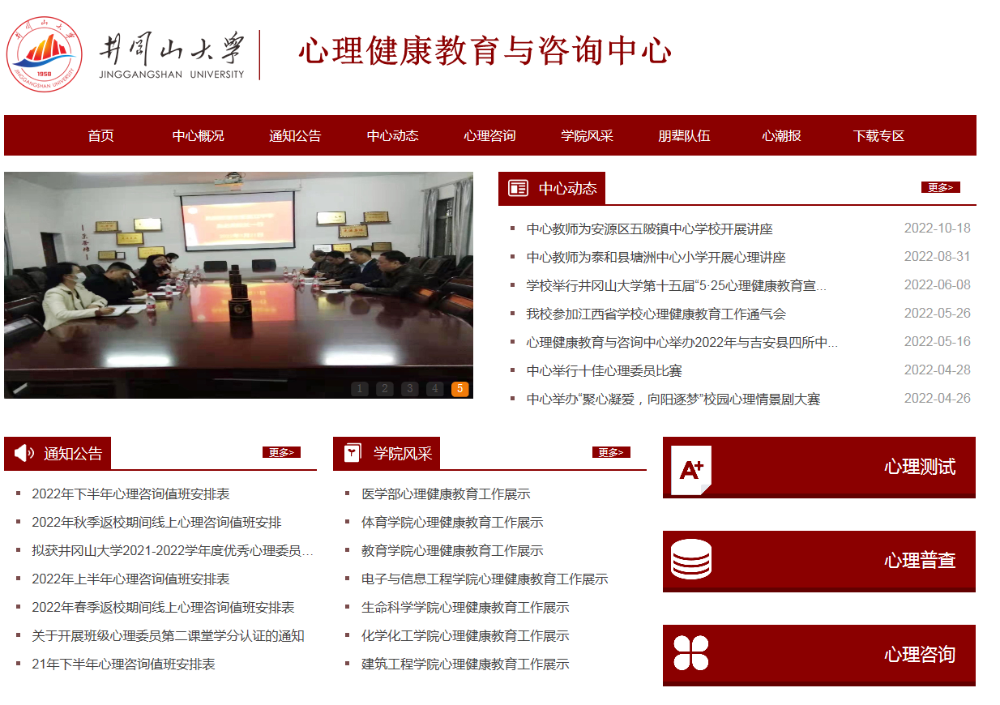 井冈山大学
JINGGANGSHAN UNIVERSITY
1958
JINGGANGSHAN UNIVERSITY
心理健康教育与咨询中心
首页
中心概况
通知公告
中心动态
心理咨询
学院风采
朋辈队伍
心潮报
下载专区
1 2 3 4 5
中心动态
更多>
中心教师为安源区五陂镇中心学校开展讲座 2022-10-18
中心教师为泰和县塘洲中心小学开展心理讲座 2022-08-31
学校举行井冈山大学第十五届“5·25心理健康教育宣... 2022-06-08
我校参加江西省学校心理健康教育工作通气会 2022-05-26
心理健康教育与咨询中心举办2022年与吉安县四所中... 2022-05-16
中心举行十佳心理委员比赛 2022-04-28
中心举办“聚心凝爱，向阳逐梦”校园心理情景剧大赛 2022-04-26
通知公告
更多>
2022年下半年心理咨询值班安排表
2022年秋季返校期间线上心理咨询值班安排
拟获井冈山大学2021-2022学年度优秀心理委员...
2022年上半年心理咨询值班安排表
2022年春季返校期间线上心理咨询值班安排表
关于开展班级心理委员第二课堂学分认证的通知
21年下半年心理咨询值班安排表
学院风采
更多>
医学部心理健康教育工作展示
体育学院心理健康教育工作展示
教育学院心理健康教育工作展示
电子与信息工程学院心理健康教育工作展示
生命科学学院心理健康教育工作展示
化学化工学院心理健康教育工作展示
建筑工程学院心理健康教育工作展示
A+
心理测试
心理普查
心理咨询